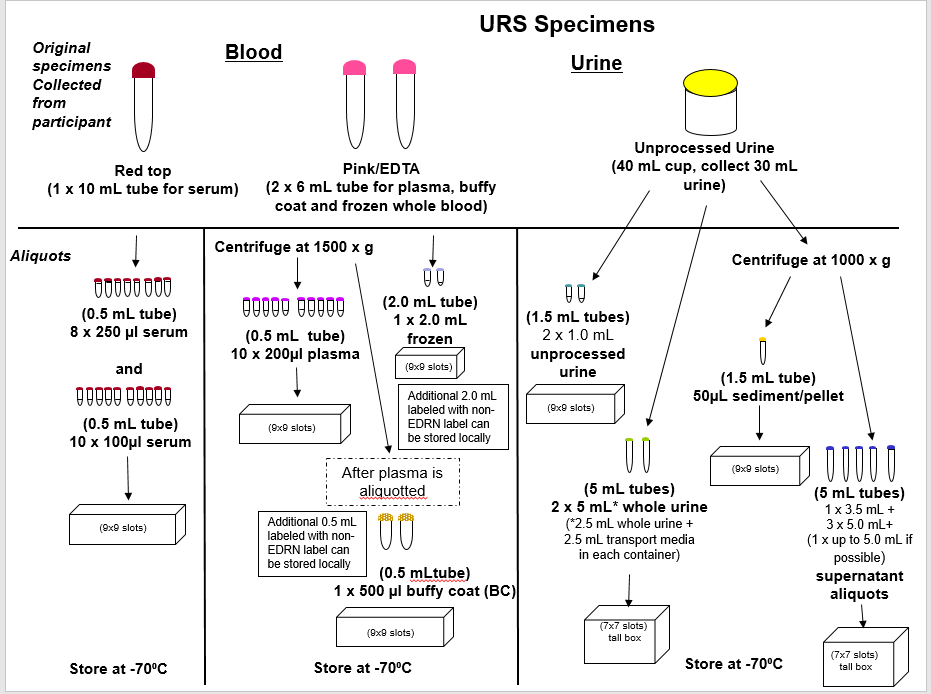 URS Specimens
Original
specimens
Collected
from
participant
Blood
Urine
Red top
(1 x 10 mL tube for serum)
Pink/EDTA
(2 x 6 mL tube for plasma, buffy
coat and frozen whole blood)
Unprocessed Urine
(40 mL cup, collect 30 mL
urine)
Aliquots
(0.5 mL tube)
8 x 250 µl serum
and
(0.5 mL tube)
10 x 100µl serum
(9x9 slots)
Store at -70⁰C
Centrifuge at 1500 x g
(0.5 mL  tube)
10 x 200µl plasma
(9x9 slots)
(2.0 mL tube)
1 x 2.0 mL
frozen
(9x9 slots)
Additional 2.0 mL
labeled with non-
EDRN label can
be stored locally
After plasma is
aliquotted
Additional 0.5 mL
labeled with non-
EDRN label can
be stored locally
(0.5 mLtube)
1 x 500 µl buffy coat (BC)
(9x9 slots)
Store at -70⁰C
(1.5 mL tubes)
2 x 1.0 mL
unprocessed
urine
(9x9 slots)
(5 mL tubes)
2 x 5 mL* whole urine
(*2.5 mL whole urine +
2.5 mL transport media
in each container)
(7x7 slots)
tall box
Centrifuge at 1000 x g
(1.5 mL tube)
50µL sediment/pellet
(9x9 slots)
(5 mL tubes)
1 x 3.5 mL +
3 x 5.0 mL+
(1 x up to 5.0 mL if
possible)
supernatant
aliquots
(7x7 slots)
tall box
Store at -70⁰C